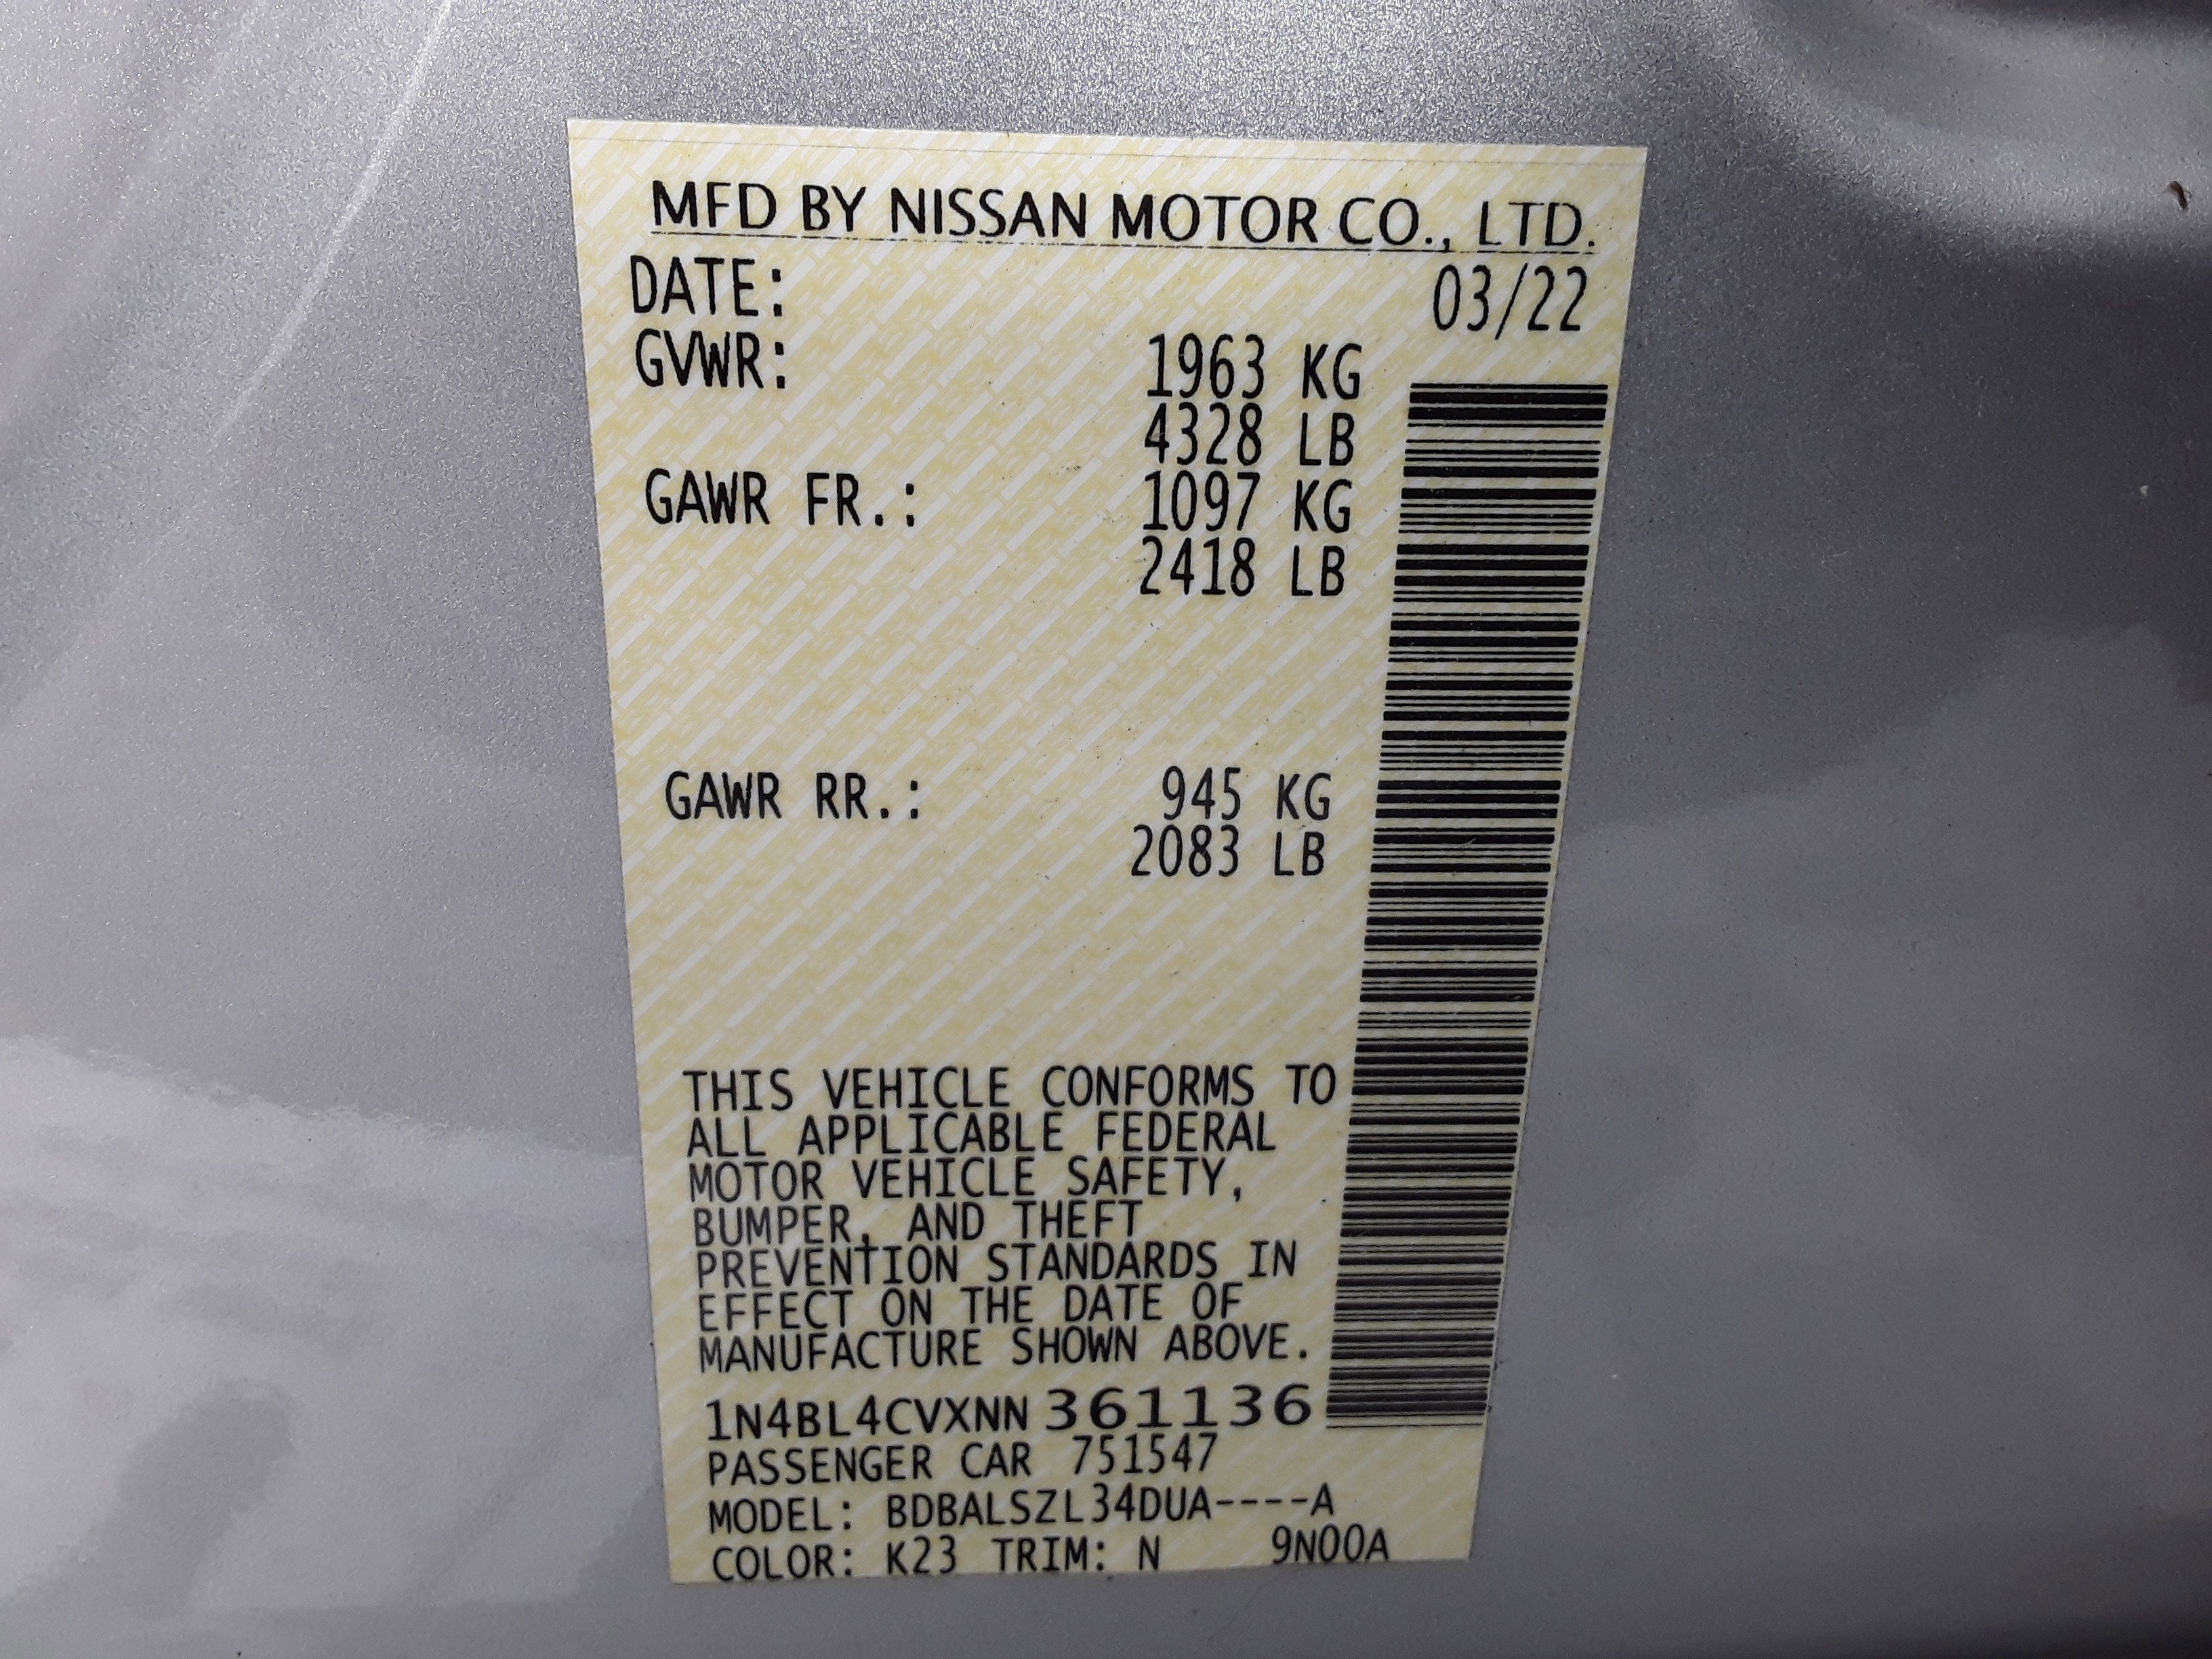 MFD BY NISSAN MOTOR CO., LTD.
DATE: 03/22
GVWR: 1963 KG
4328 LB
GAWR FR.: 1097 KG
2418 LB
GAWR RR.: 945 KG
2083 LB
THIS VEHICLE CONFORMS TO
ALL APPLICABLE FEDERAL
MOTOR VEHICLE SAFETY,
BUMPER, AND THEFT
PREVENTION STANDARDS IN
EFFECT ON THE DATE OF
MANUFACTURE SHOWN ABOVE.
1N4BL4CVXNN 361136
PASSENGER CAR 751547
MODEL: BDBALSZL34DUA----A
COLOR: K23 TRIM: N 9N00A